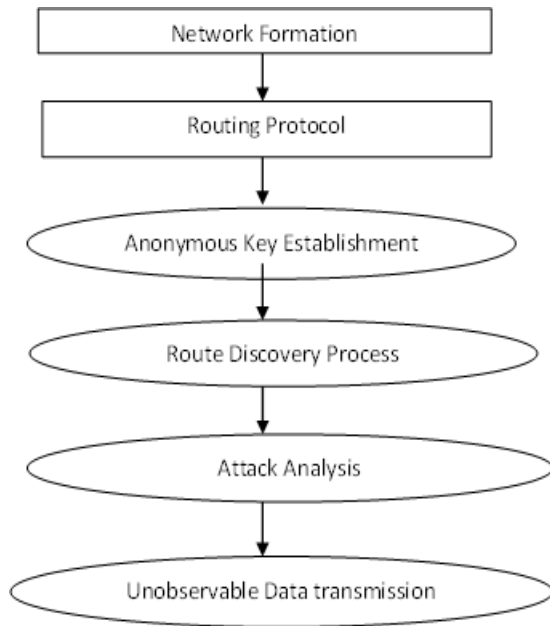 Network Formation
Routing Protocol
Anonymous Key Establishment
Route Discovery Process
Attack Analysis
Unobservable Data transmission